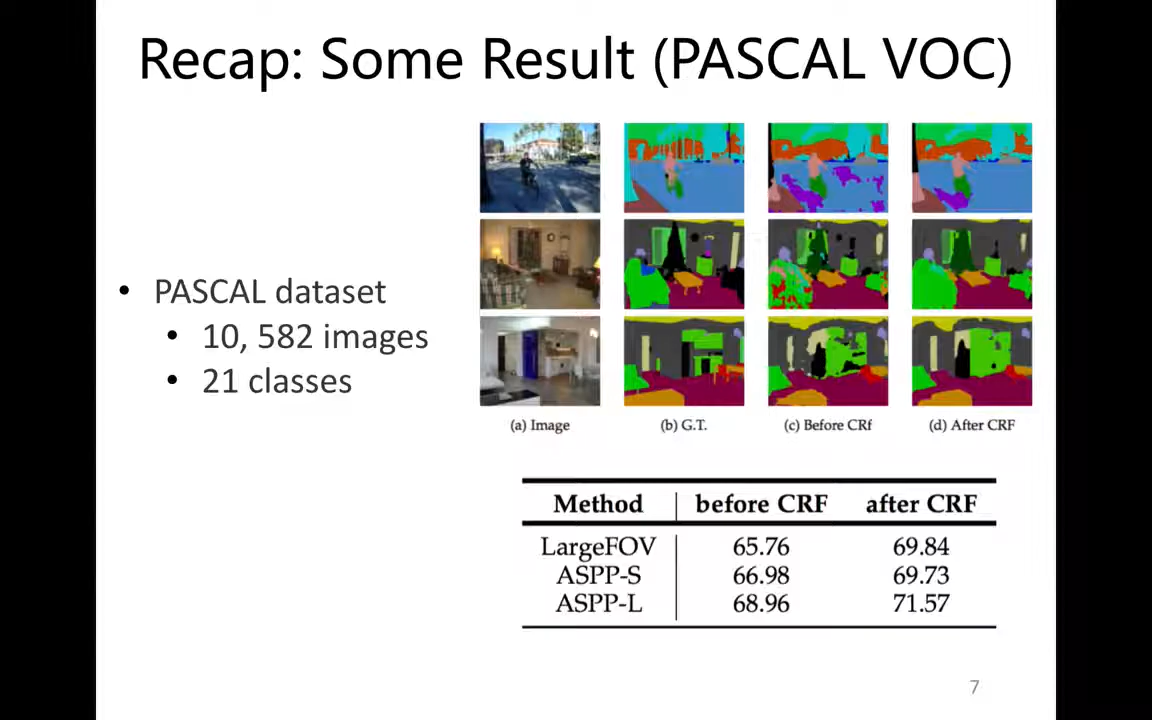 Recap: Some Result (PASCAL VOC)
• PASCAL dataset
• 10, 582 images
• 21 classes
(a) Image (b) G.T. (c) Before CRf (d) After CRF
Method before CRF after CRF
LargeFOV 65.76 69.84
ASPP-S 66.98 69.73
ASPP-L 68.96 71.57
7